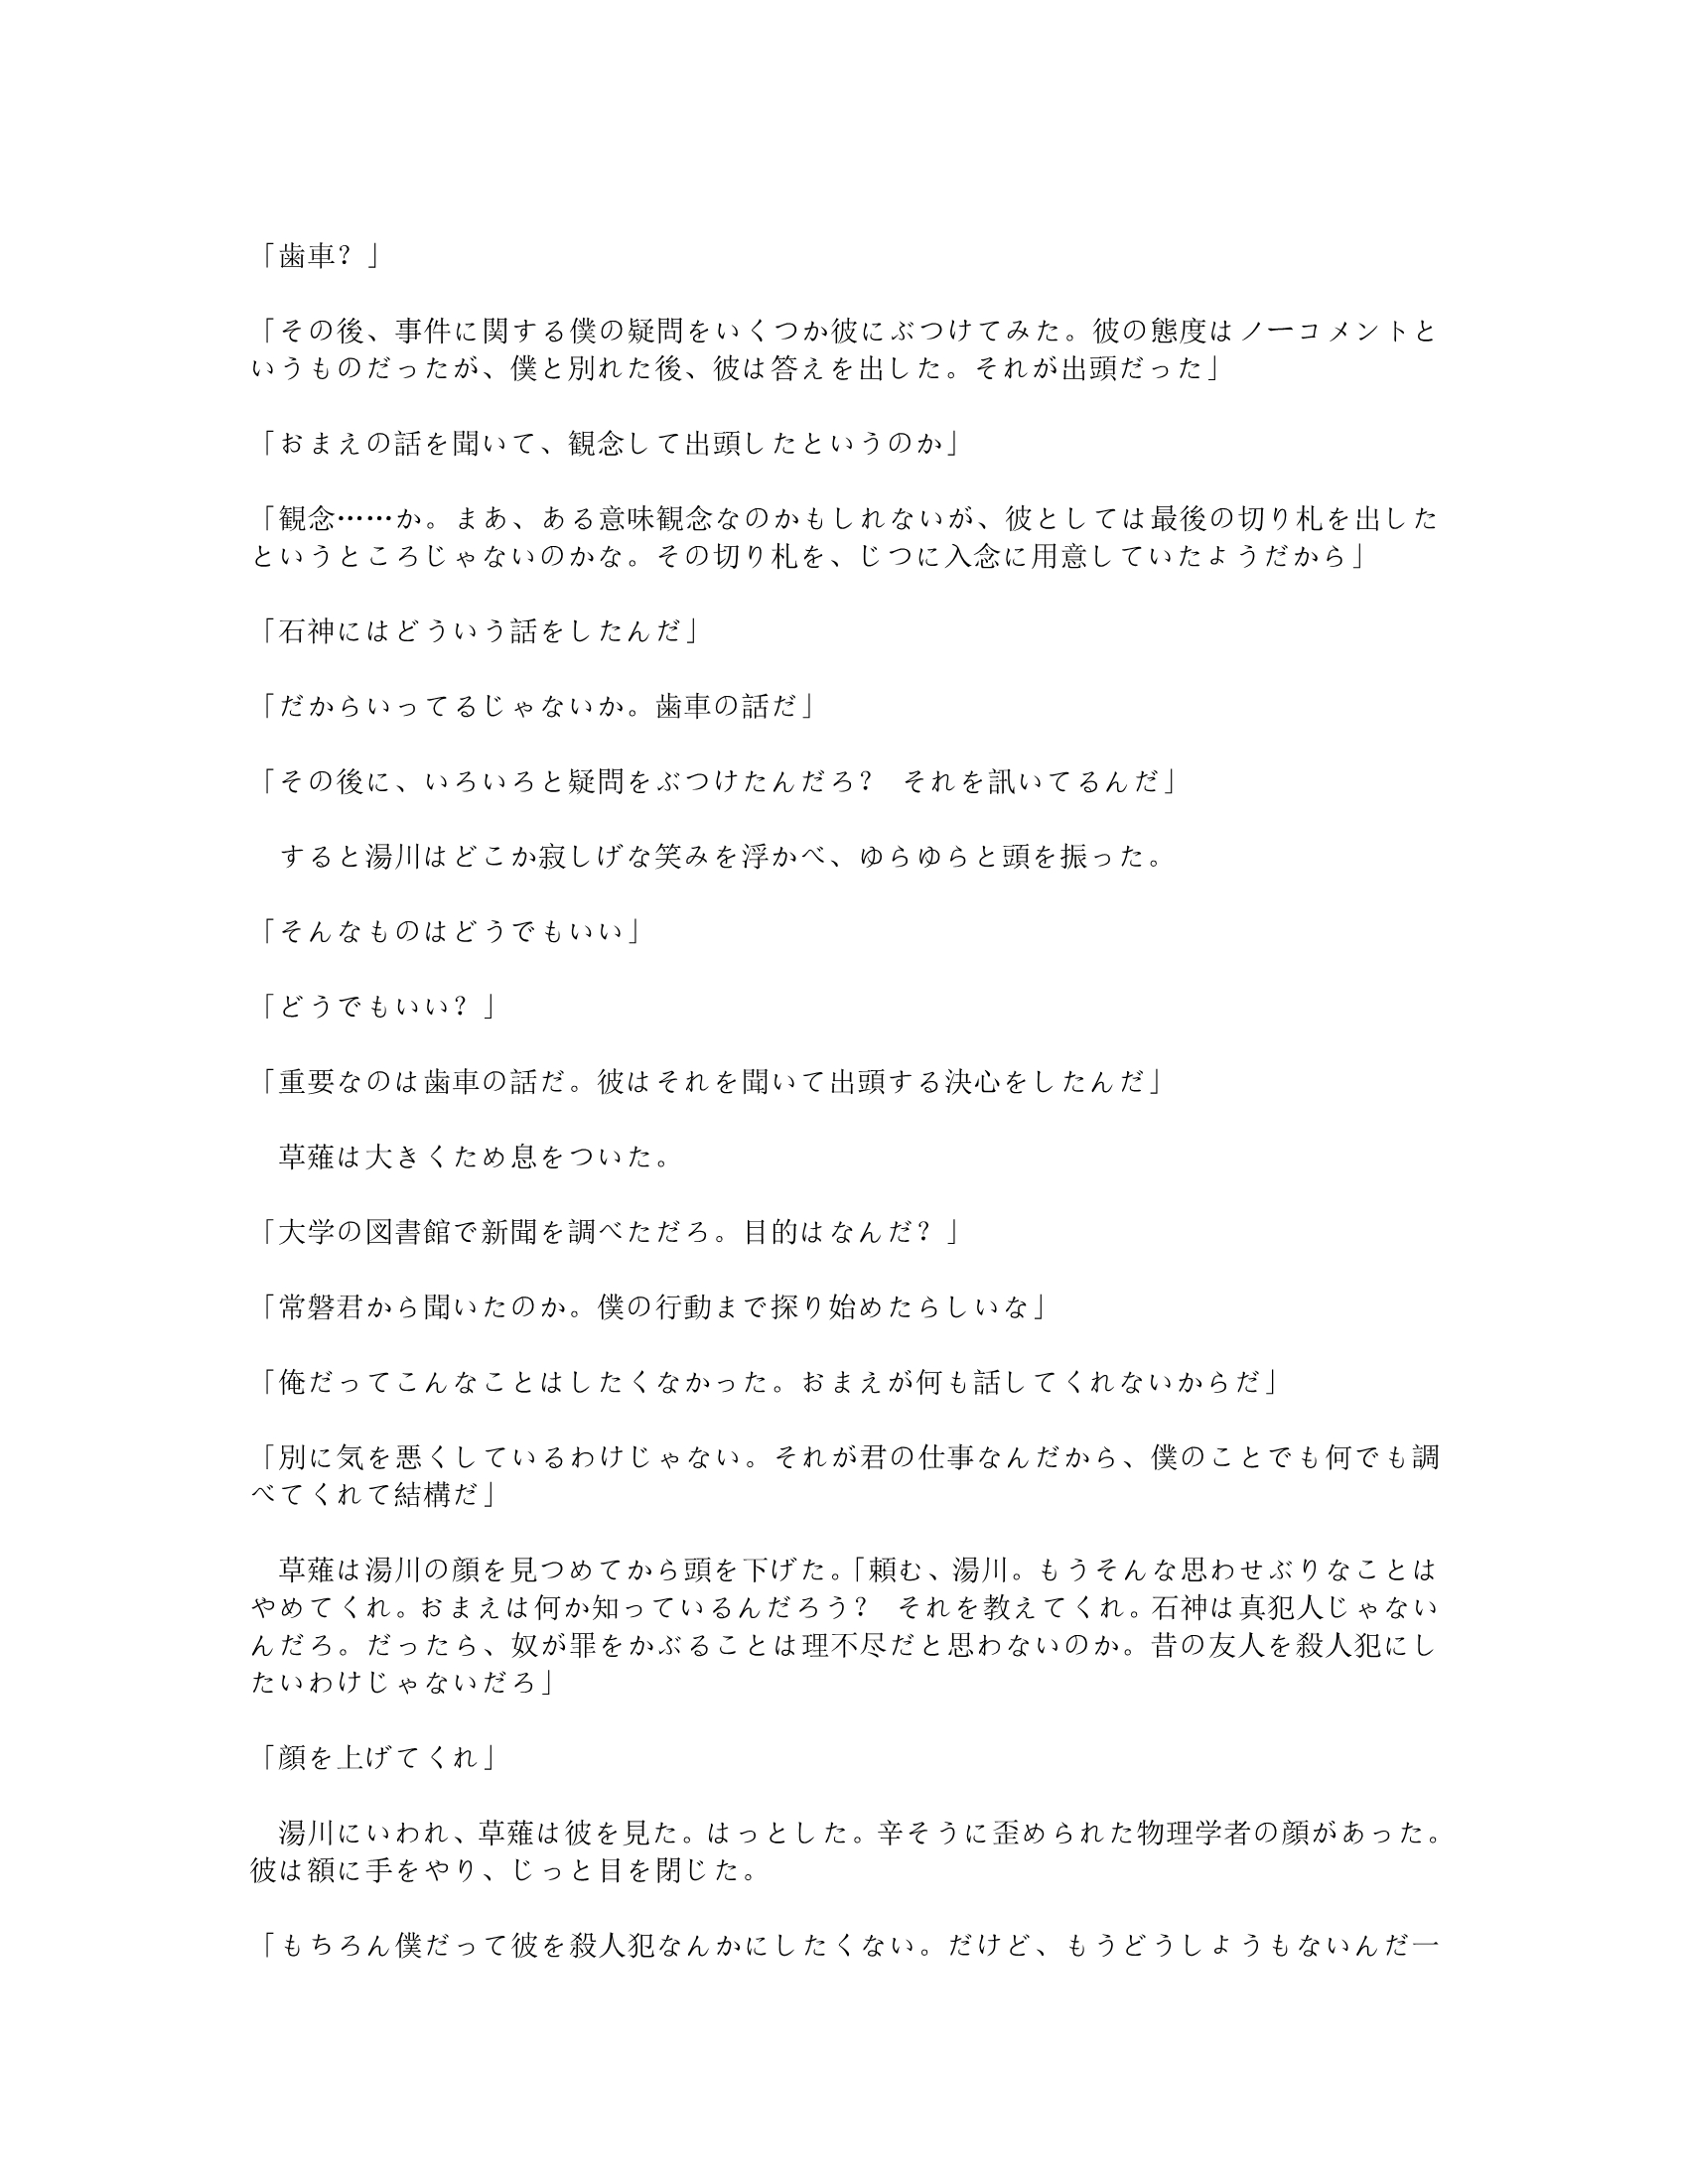 「歯車？」
「その後、事件に関する僕の疑問をいくつか彼にぶつけてみた。彼の態度はノーコメントと
いうものだったが、僕と別れた後、彼は答えを出した。それが出頭だった」
「おまえの話を聞いて、観念して出頭したというのか」
「観念……か。まあ、ある意味観念なのかもしれないが、彼としては最後の切り札を出した
というところじゃないのかな。その切り札を、じつに入念に用意していたようだから」
「石神にはどういう話をしたんだ」
「だからいってるじゃないか。歯車の話だ」
「その後に、いろいろと疑問をぶつけたんだろ？　それを訊いてるんだ」
　すると湯川はどこか寂しげな笑みを浮かべ、ゆらゆらと頭を振った。
「そんなものはどうでもいい」
「どうでもいい？」
「重要なのは歯車の話だ。彼はそれを聞いて出頭する決心をしたんだ」
　草薙は大きくため息をついた。
「大学の図書館で新聞を調べただろ。目的はなんだ？」
「常磐君から聞いたのか。僕の行動まで探り始めたらしいな」
「俺だってこんなことはしたくなかった。おまえが何も話してくれないからだ」
「別に気を悪くしているわけじゃない。それが君の仕事なんだから、僕のことでも何でも調
べてくれて結構だ」
　草薙は湯川の顔を見つめてから頭を下げた。「頼む、湯川。もうそんな思わせぶりなことは
やめてくれ。おまえは何か知っているんだろう？　それを教えてくれ。石神は真犯人じゃない
んだろ。だったら、奴が罪をかぶることは理不尽だと思わないのか。昔の友人を殺人犯にし
たいわけじゃないだろ」
「顔を上げてくれ」
　湯川にいわれ、草薙は彼を見た。はっとした。辛そうに歪められた物理学者の顔があった。
彼は額に手をやり、じっと目を閉じた。
「もちろん僕だって彼を殺人犯なんかにしたくない。だけど、もうどうしようもないんだ一